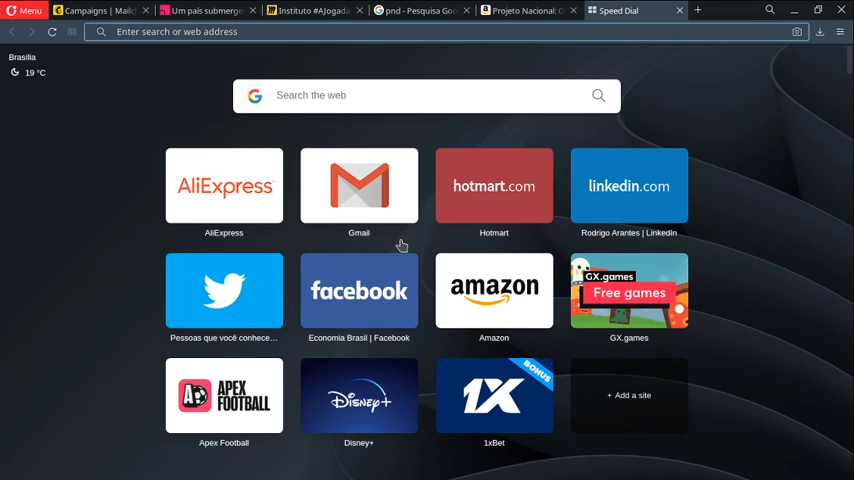 Menu
Campaigns | Mailch
Um país submerge
Instituto #AJogada
pnd - Pesquisa Goo
Projeto Nacional: O
Speed Dial
Enter search or web address
Brasilia
19 °C
Search the web
AliExpress
M
hotmart.com
linkedin.com
AliExpress
Gmail
Hotmart
Rodrigo Arantes | LinkedIn
facebook
amazon
GX.games
Free games
Pessoas que você conhece...
Economia Brasil | Facebook
Amazon
GX.games
APEX
FOOTBALL
Disney+
1X
BONUS
+ Add a site
Apex Football
Disney+
1xBet